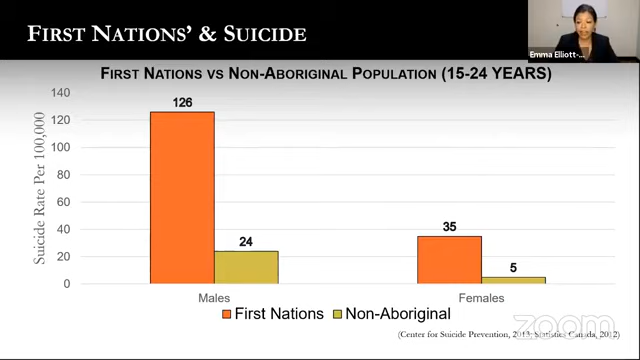 FIRST NATIONS' & SUICIDE
Emma Elliott-...
FIRST NATIONS VS NON-ABORIGINAL POPULATION (15-24 YEARS)
Suicide Rate Per 100,000
140
120
100
80
60
40
20
0
126
24
35
5
Males
Females
First Nations
Non-Aboriginal
zoom
(Center for Suicide Prevention, 2013; Statistics Canada, 2012)